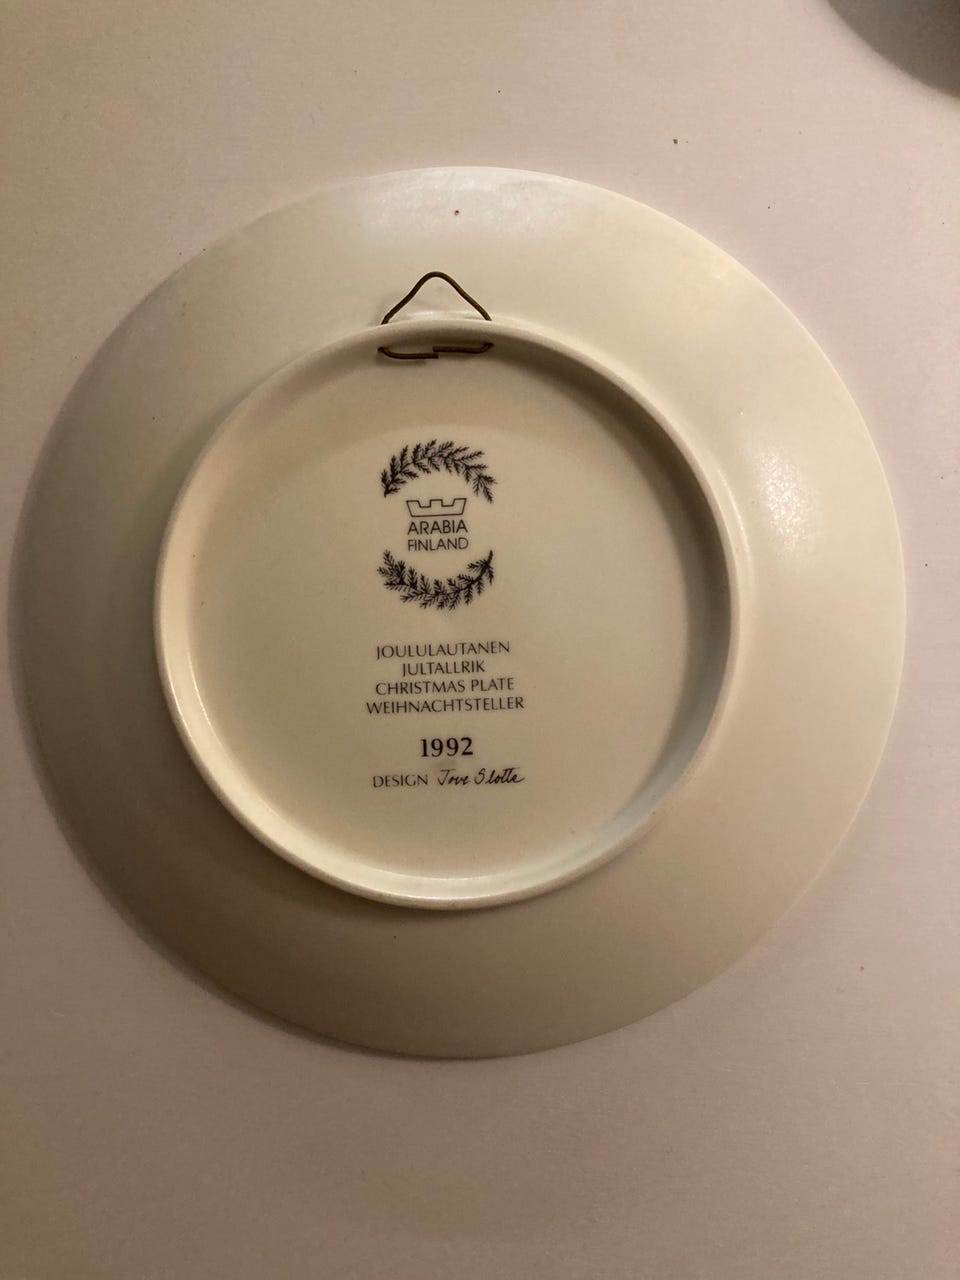 ARABIA
FINLAND
JOULULAUTANEN
JULTALLRIK
CHRISTMAS PLATE
WEIHNACHTSTELLER
1992
DESIGN Tove Slotte